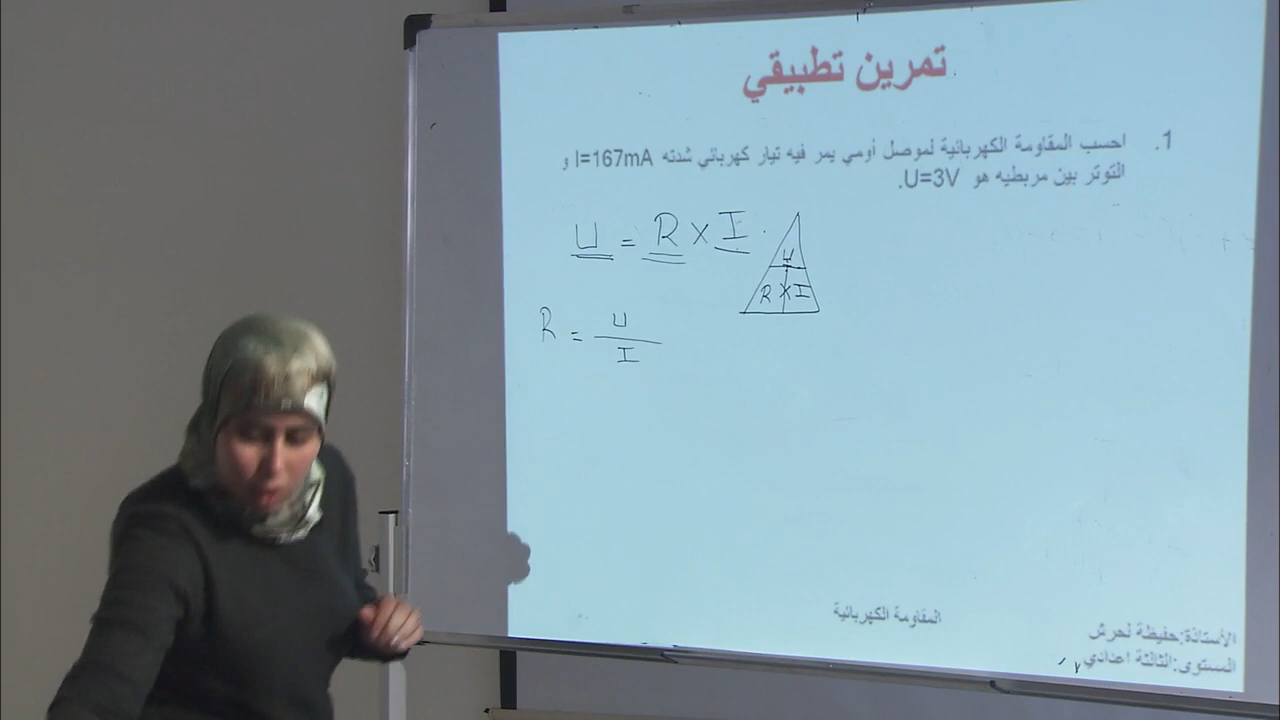 تمرين تطبيقي
1. احسب المقاومة الكهربائية لموصل أومي يمر فيه تيار كهربائي شدته I=167mA و
التوتر بين مربطيه هو U=3V.
U = R × I
U
R × I
R = U / I
المقاومة الكهربائية
الأستاذة:حفيظة لحرش
المستوى:الثالثة اعدادي